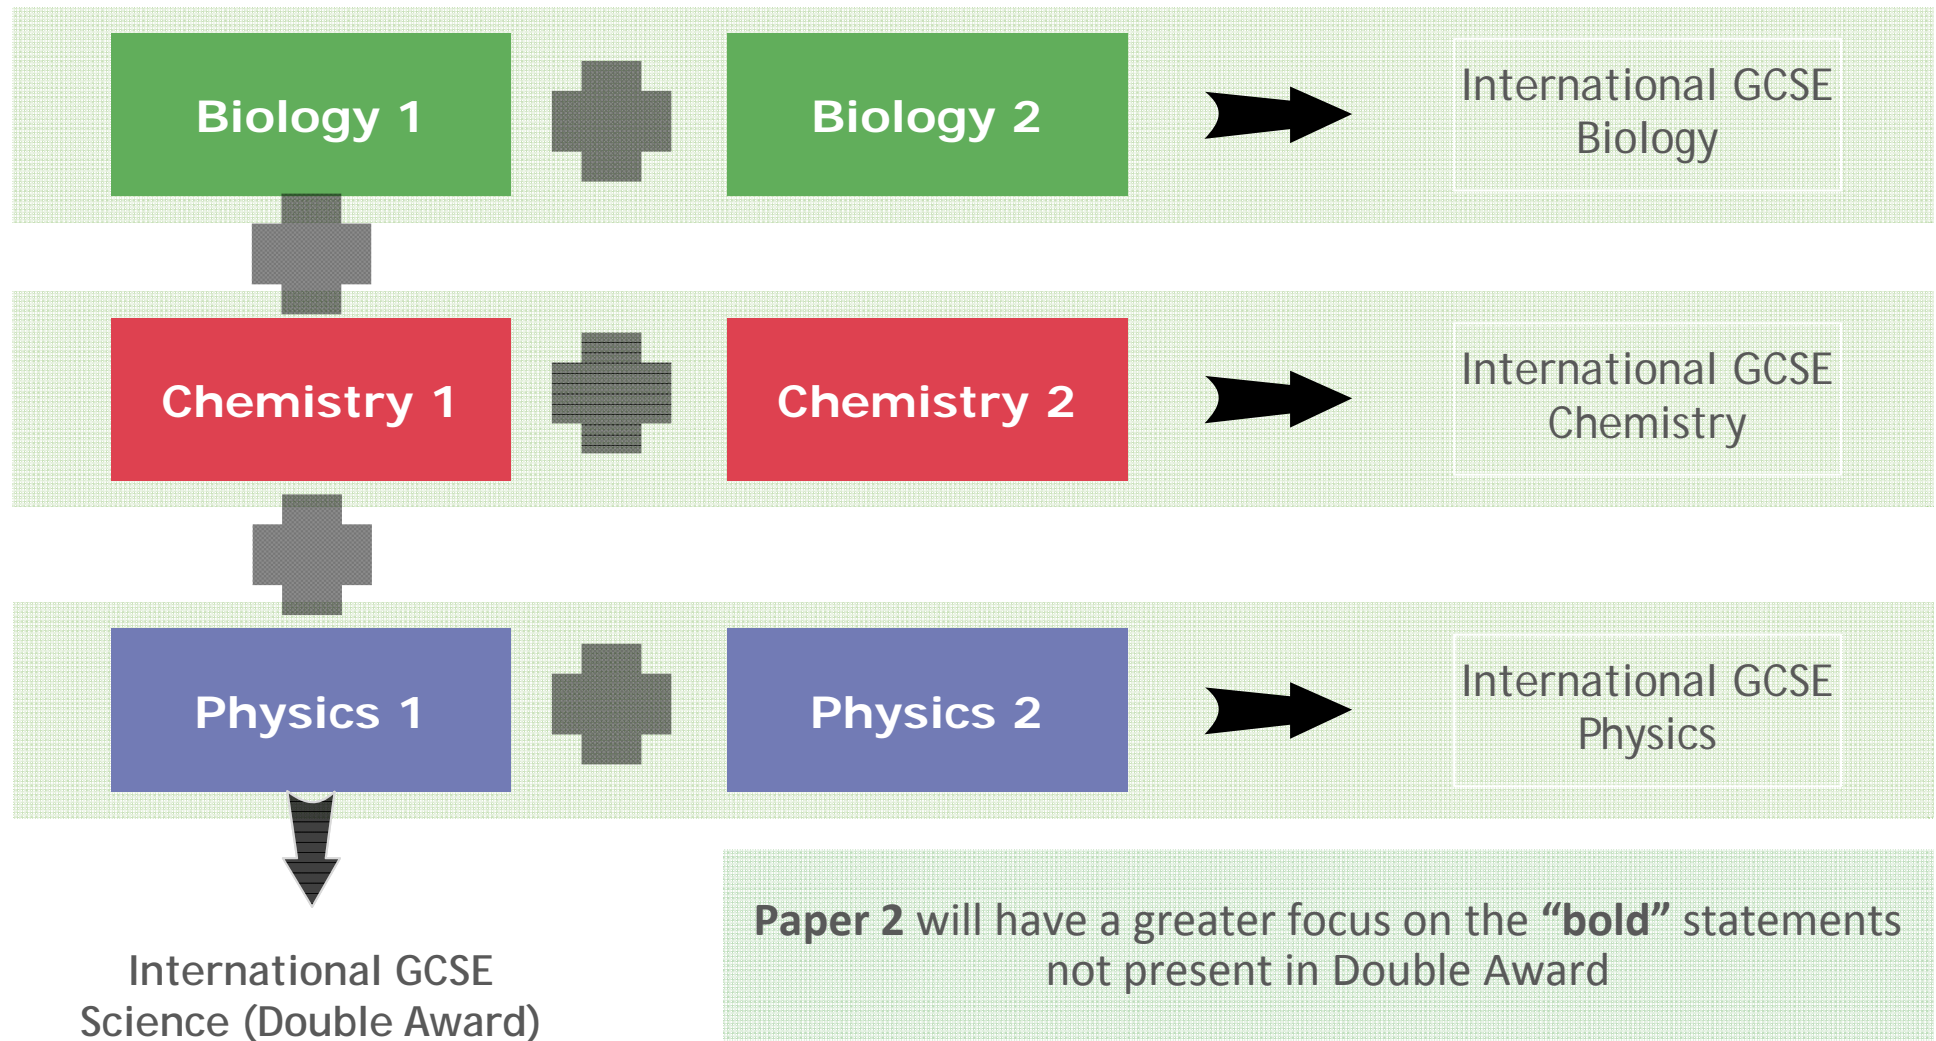 Biology 1
Biology 2
International GCSE
Biology
Chemistry 1
Chemistry 2
International GCSE
Chemistry
Physics 1
Physics 2
International GCSE
Physics
International GCSE
Science (Double Award)
Paper 2 will have a greater focus on the “bold” statements
not present in Double Award